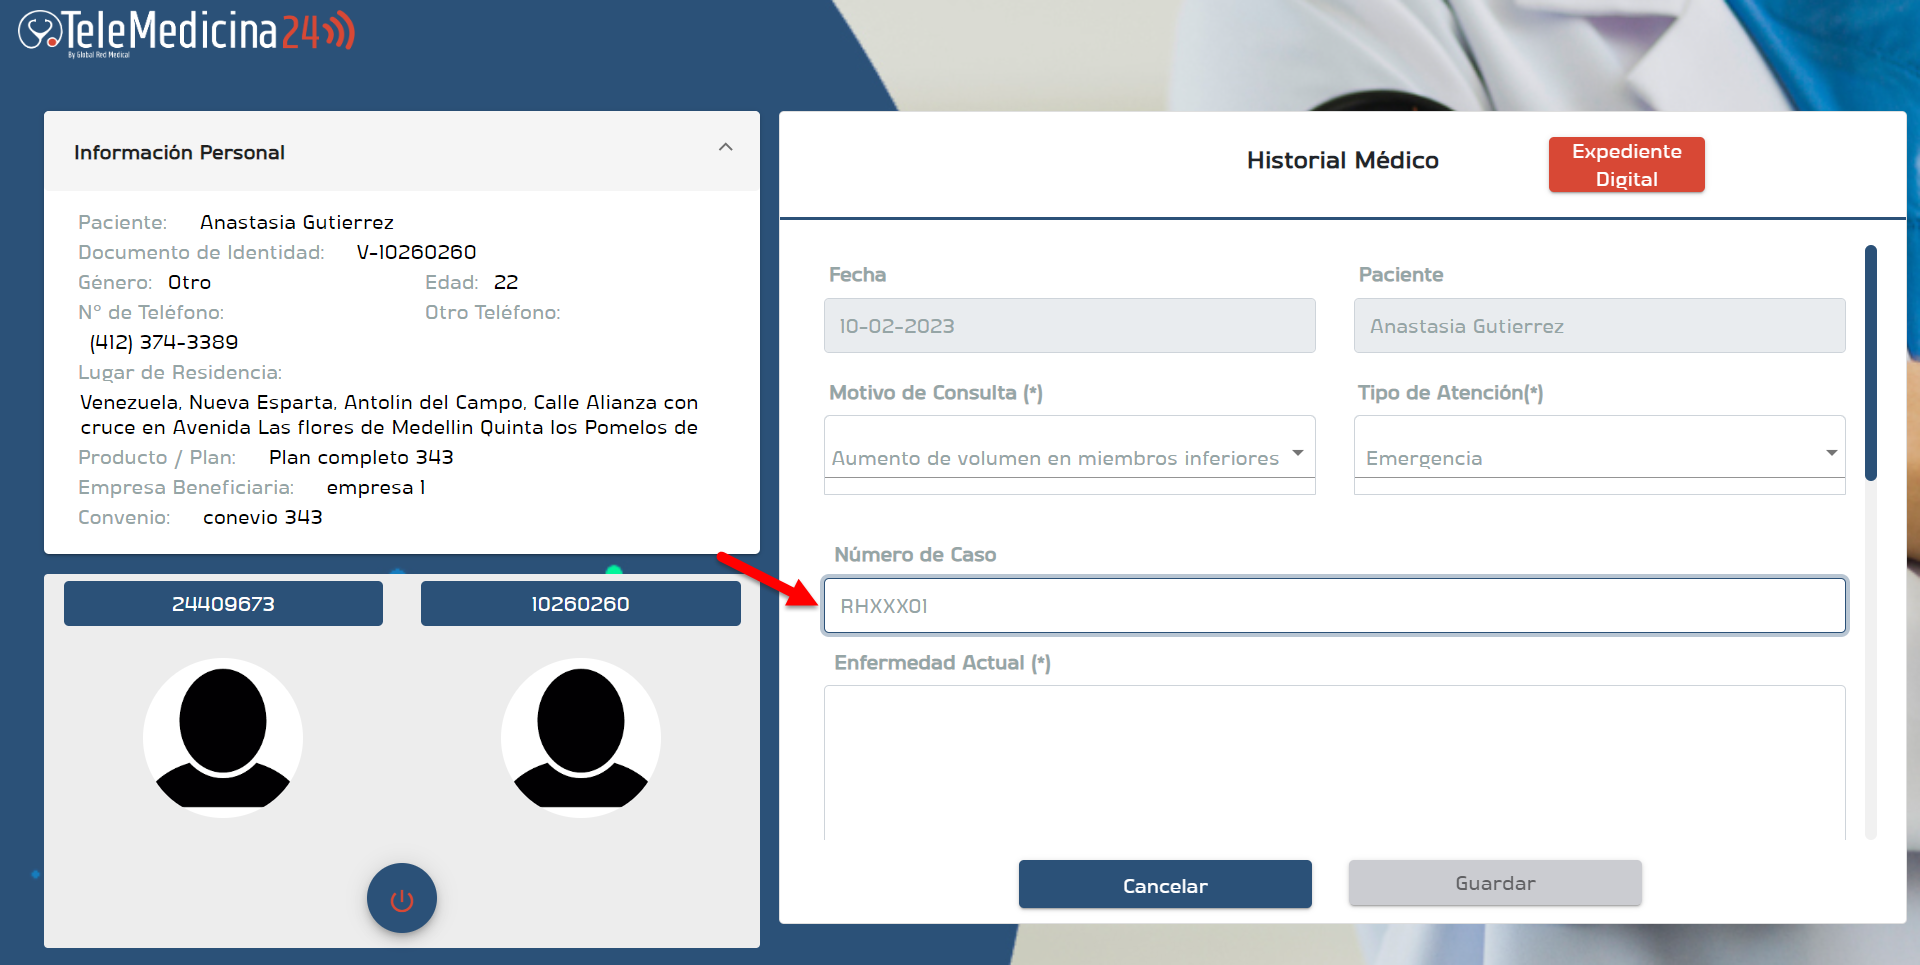 TeleMedicina24
By Global Red Medical
Información Personal
Paciente: Anastasia Gutierrez
Documento de Identidad: V-10260260
Género: Otro Edad: 22
N° de Teléfono: Otro Teléfono:
(412) 374-3389
Lugar de Residencia:
Venezuela, Nueva Esparta, Antolin del Campo, Calle Alianza con
cruce en Avenida Las flores de Medellin Quinta los Pomelos de
Producto / Plan: Plan completo 343
Empresa Beneficiaria: empresa 1
Convenio: conevio 343
24409673 10260260
Historial Médico
Expediente
Digital
Fecha Paciente
10-02-2023 Anastasia Gutierrez
Motivo de Consulta (*) Tipo de Atención(*)
Aumento de volumen en miembros inferiores Emergencia
Número de Caso
RHXXX01
Enfermedad Actual (*)
Cancelar Guardar